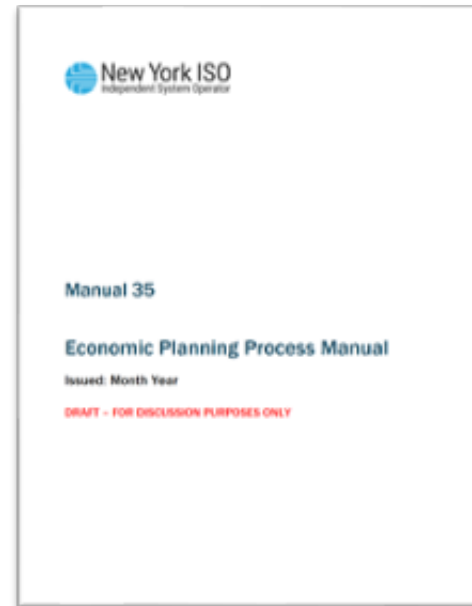 New York ISO
Independent System Operator
Manual 35
Economic Planning Process Manual
Issued: Month Year
DRAFT – FOR DISCUSSION PURPOSES ONLY